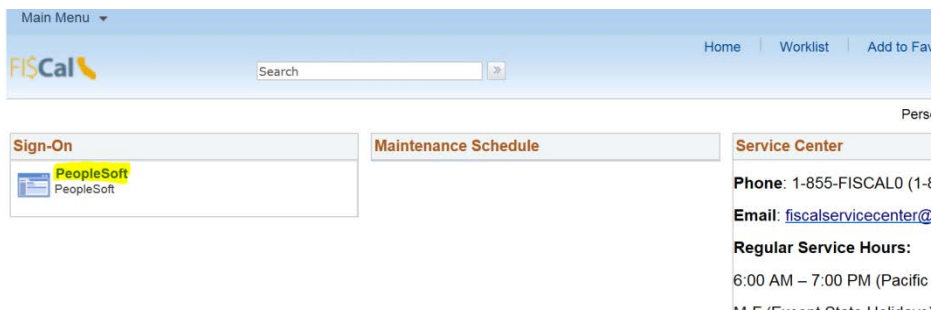 Main Menu
Home Worklist Add to Fav
FI$Cal
Search
Pers
Sign-On
PeopleSoft
PeopleSoft
Maintenance Schedule
Service Center
Phone: 1-855-FISCAL0 (1-8
Email: fiscalservicecenter@
Regular Service Hours:
6:00 AM – 7:00 PM (Pacific